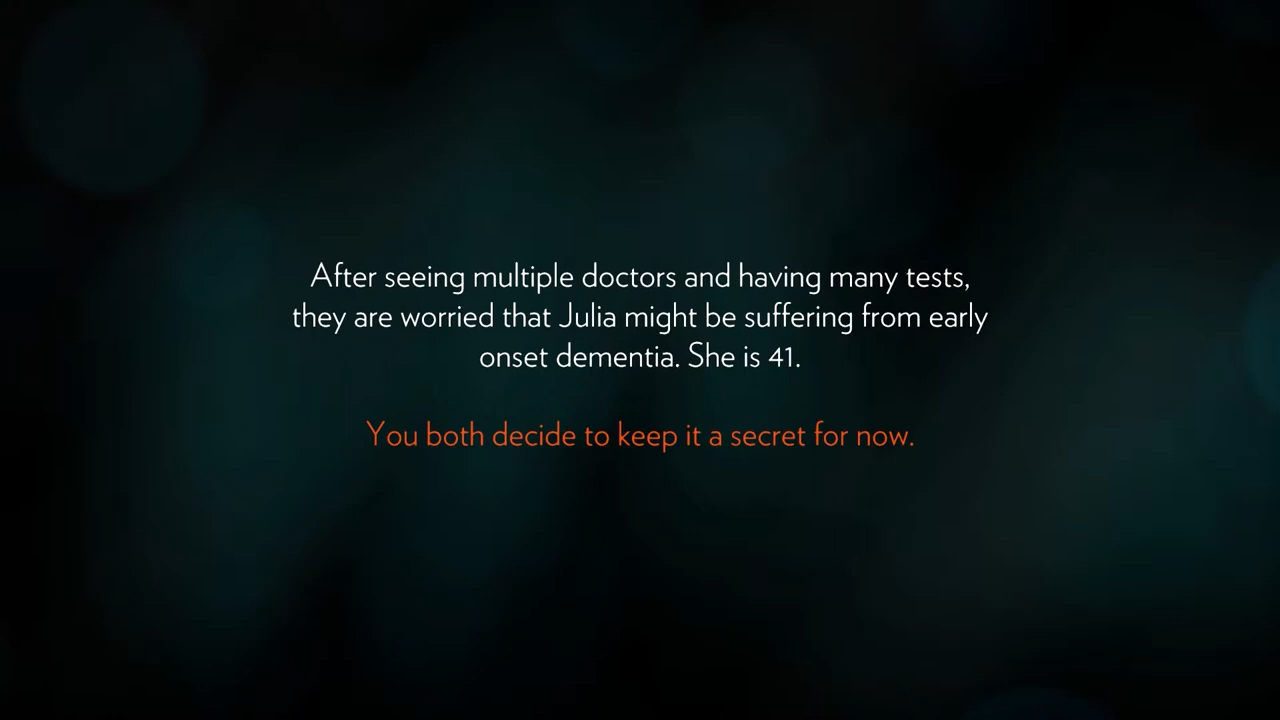 After seeing multiple doctors and having many tests,
they are worried that Julia might be suffering from early
onset dementia. She is 41.
You both decide to keep it a secret for now.